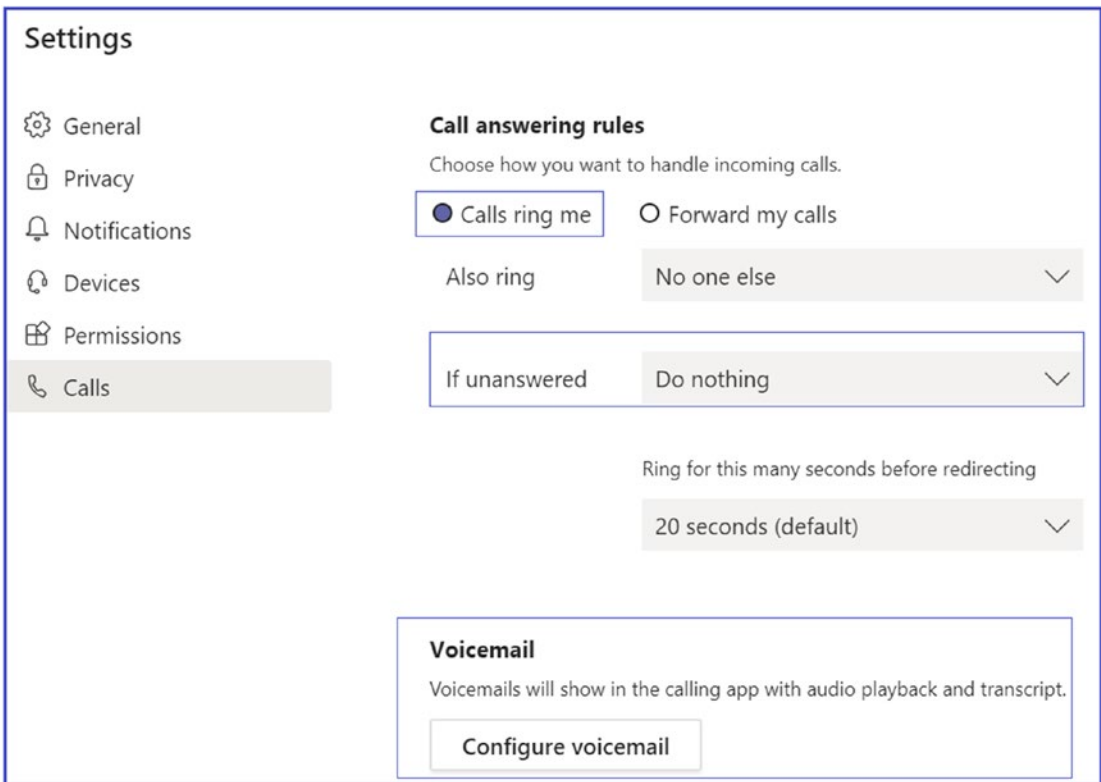 Settings
General
Privacy
Notifications
Devices
Permissions
Calls
Call answering rules
Choose how you want to handle incoming calls.
Calls ring me Forward my calls
Also ring No one else
If unanswered Do nothing
Ring for this many seconds before redirecting
20 seconds (default)
Voicemail
Voicemails will show in the calling app with audio playback and transcript.
Configure voicemail